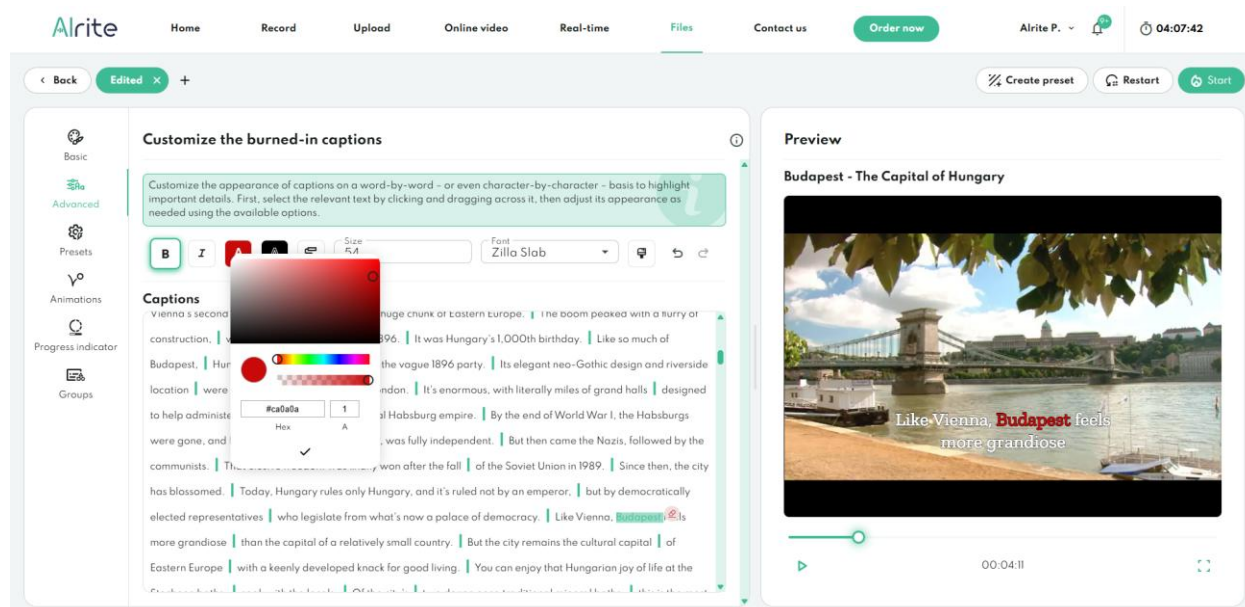 Alrite
Home
Record
Upload
Online video
Real-time
Files
Contact us
Order now
Alrite P.
9+
04:07:42
Back
Edited
Create preset
Restart
Start
Basic
Advanced
Presets
Animations
Progress indicator
Groups
Customize the burned-in captions
Customize the appearance of captions on a word-by-word - or even character-by-character - basis to highlight
important details. First, select the relevant text by clicking and dragging across it, then adjust its appearance as
needed using the available options.
B
I
A
A
Size
54
Font
Zilla Slab
Captions
Vienna's second huge chunk of Eastern Europe. The boom peaked with a flurry of
construction, 896. It was Hungary's 1,000th birthday. Like so much of
Budapest, the vague 1896 party. Its elegant neo-Gothic design and riverside
location were It's enormous, with literally miles of grand halls designed
to help administe al Habsburg empire. By the end of World War I, the Habsburgs
were gone, and was fully independent. But then came the Nazis, followed by the
communists. won after the fall of the Soviet Union in 1989. Since then, the city
has blossomed. Today, Hungary rules only Hungary, and it's ruled not by an emperor, but by democratically
elected representatives who legislate from what's now a palace of democracy. Like Vienna, Budapest ls
more grandiose than the capital of a relatively small country. But the city remains the cultural capital of
Eastern Europe with a keenly developed knack for good living. You can enjoy that Hungarian joy of life at the
#ca0a0a
1
Hex
A
Preview
Budapest - The Capital of Hungary
Like Vienna, Budapest feels
more grandiose
00:04:11